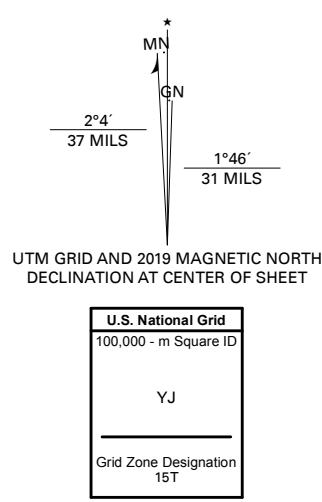 MN
GN
2°4´
37 MILS
1°46´
31 MILS
UTM GRID AND 2019 MAGNETIC NORTH
DECLINATION AT CENTER OF SHEET
U.S. National Grid
100,000 - m Square ID
YJ
Grid Zone Designation
15T